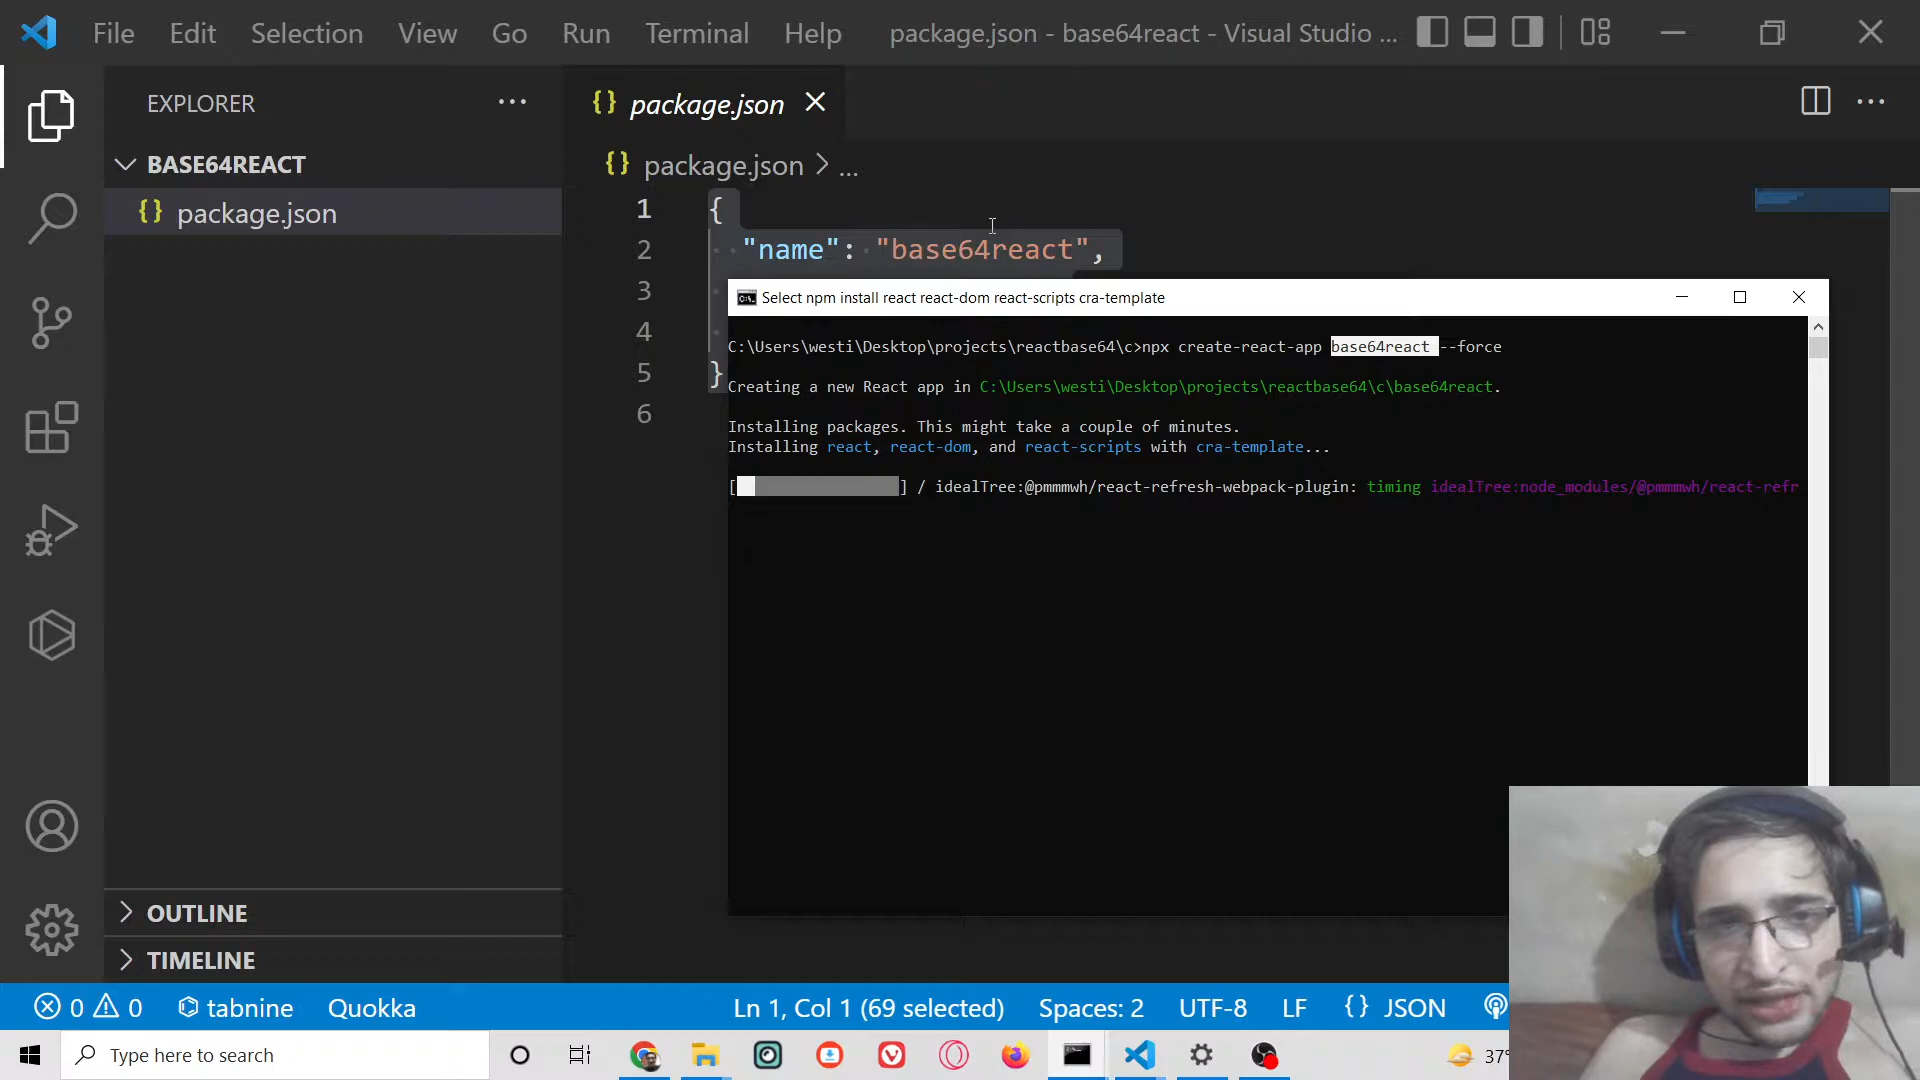 File Edit Selection View Go Run Terminal Help package.json - base64react - Visual Studio ...
EXPLORER
BASE64REACT
{} package.json
OUTLINE
TIMELINE
{} package.json
{} package.json > ...
1 {
2 "name": "base64react",
3
4
5 }
6
Select npm install react react-dom react-scripts cra-template
C:\Users\westi\Desktop\projects\reactbase64\c>npx create-react-app base64react --force
Creating a new React app in C:\Users\westi\Desktop\projects\reactbase64\c\base64react.
Installing packages. This might take a couple of minutes.
Installing react, react-dom, and react-scripts with cra-template...
[ ] / idealTree:@pmmmwh/react-refresh-webpack-plugin: timing idealTree:node_modules/@pmmmwh/react-refr
0 0 tabnine Quokka Ln 1, Col 1 (69 selected) Spaces: 2 UTF-8 LF {} JSON
Type here to search
37°